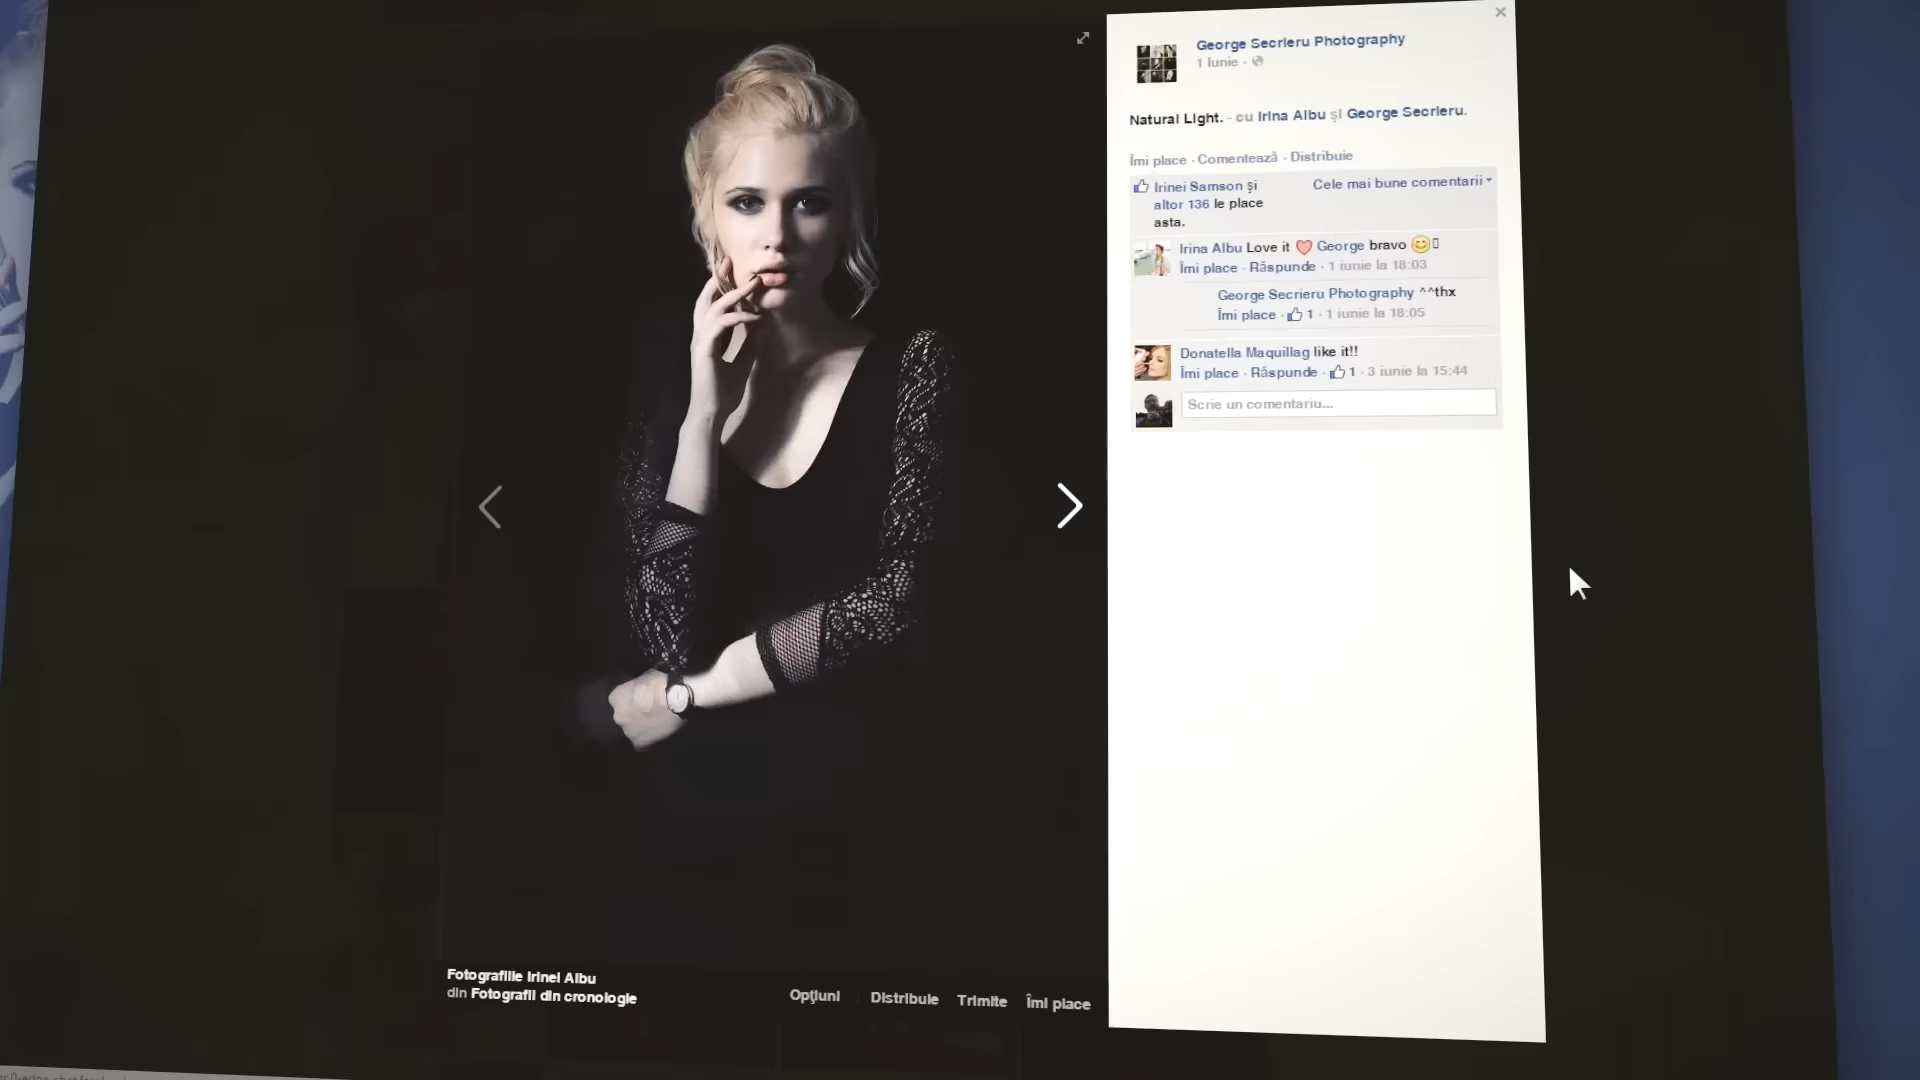 George Secrieru Photography
1 Iunie ·
Natural Light. - cu Irina Albu și George Secrieru.
Îmi place · Comentează · Distribuie
Irinei Samson și
altor 136 le place
asta.
Cele mai bune comentarii
Irina Albu Love it ❤ George bravo 😊
Îmi place · Răspunde · 1 iunie la 18:03
George Secrieru Photography ^^thx
Îmi place · 1 · 1 iunie la 18:05
Donatella Maquillag like it!!
Îmi place · Răspunde · 1 · 3 iunie la 15:44
Scrie un comentariu...
Fotografiile Irinei Albu
din Fotografii din cronologie
Opțiuni
Distribuie
Trimite
Îmi place